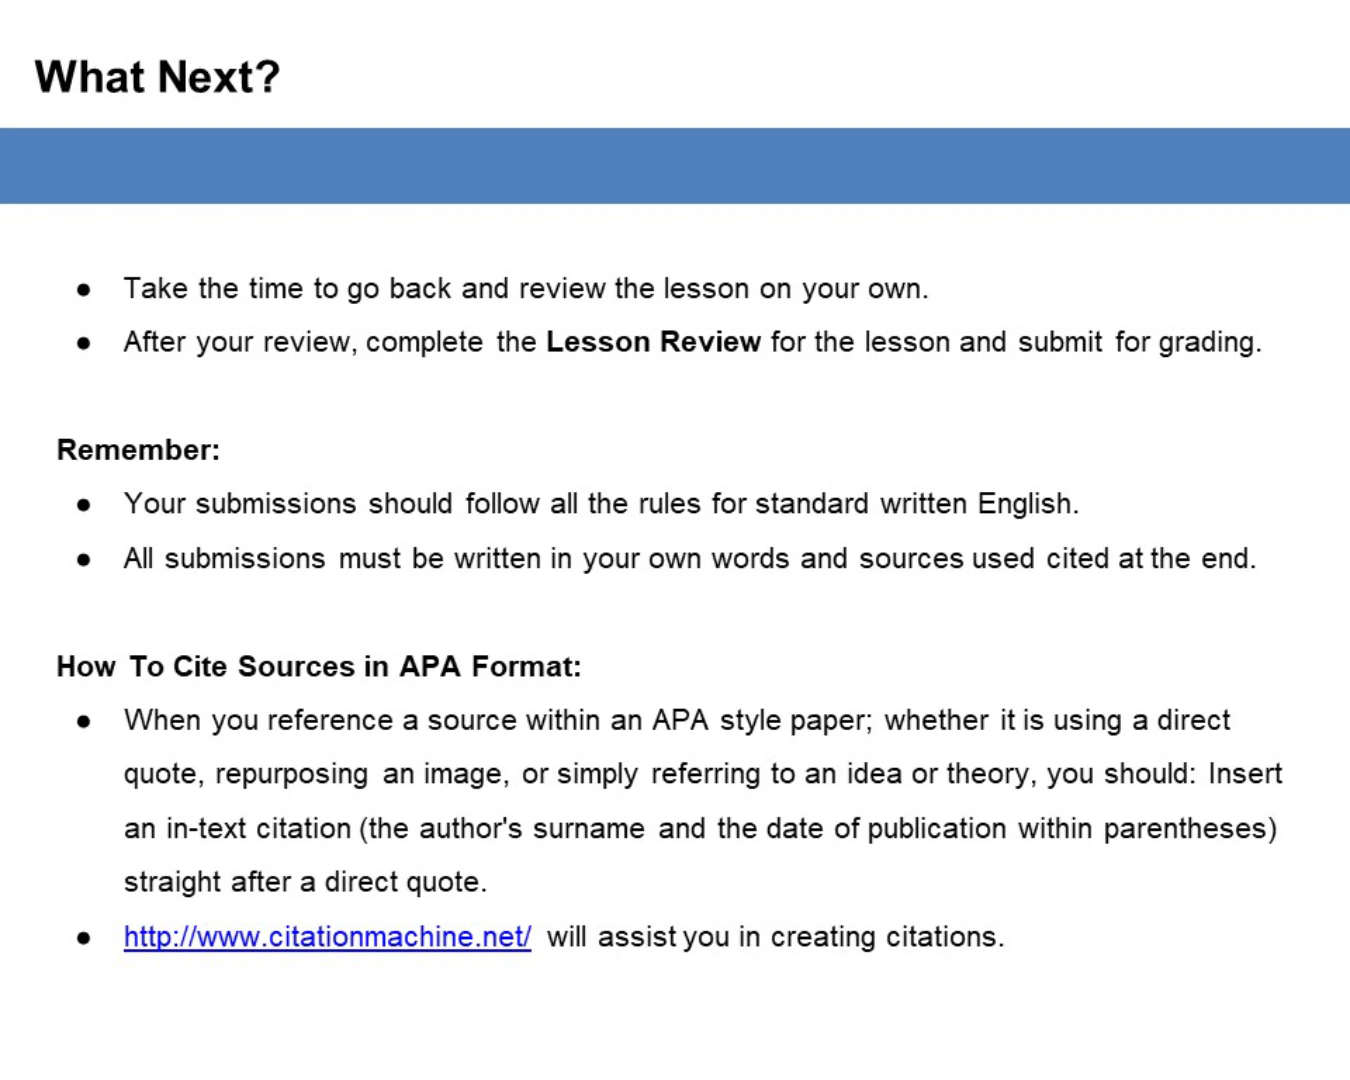 What Next?
● Take the time to go back and review the lesson on your own.
● After your review, complete the Lesson Review for the lesson and submit for grading.
Remember:
● Your submissions should follow all the rules for standard written English.
● All submissions must be written in your own words and sources used cited at the end.
How To Cite Sources in APA Format:
● When you reference a source within an APA style paper; whether it is using a direct
quote, repurposing an image, or simply referring to an idea or theory, you should: Insert
an in-text citation (the author's surname and the date of publication within parentheses)
straight after a direct quote.
● http://www.citationmachine.net/ will assist you in creating citations.